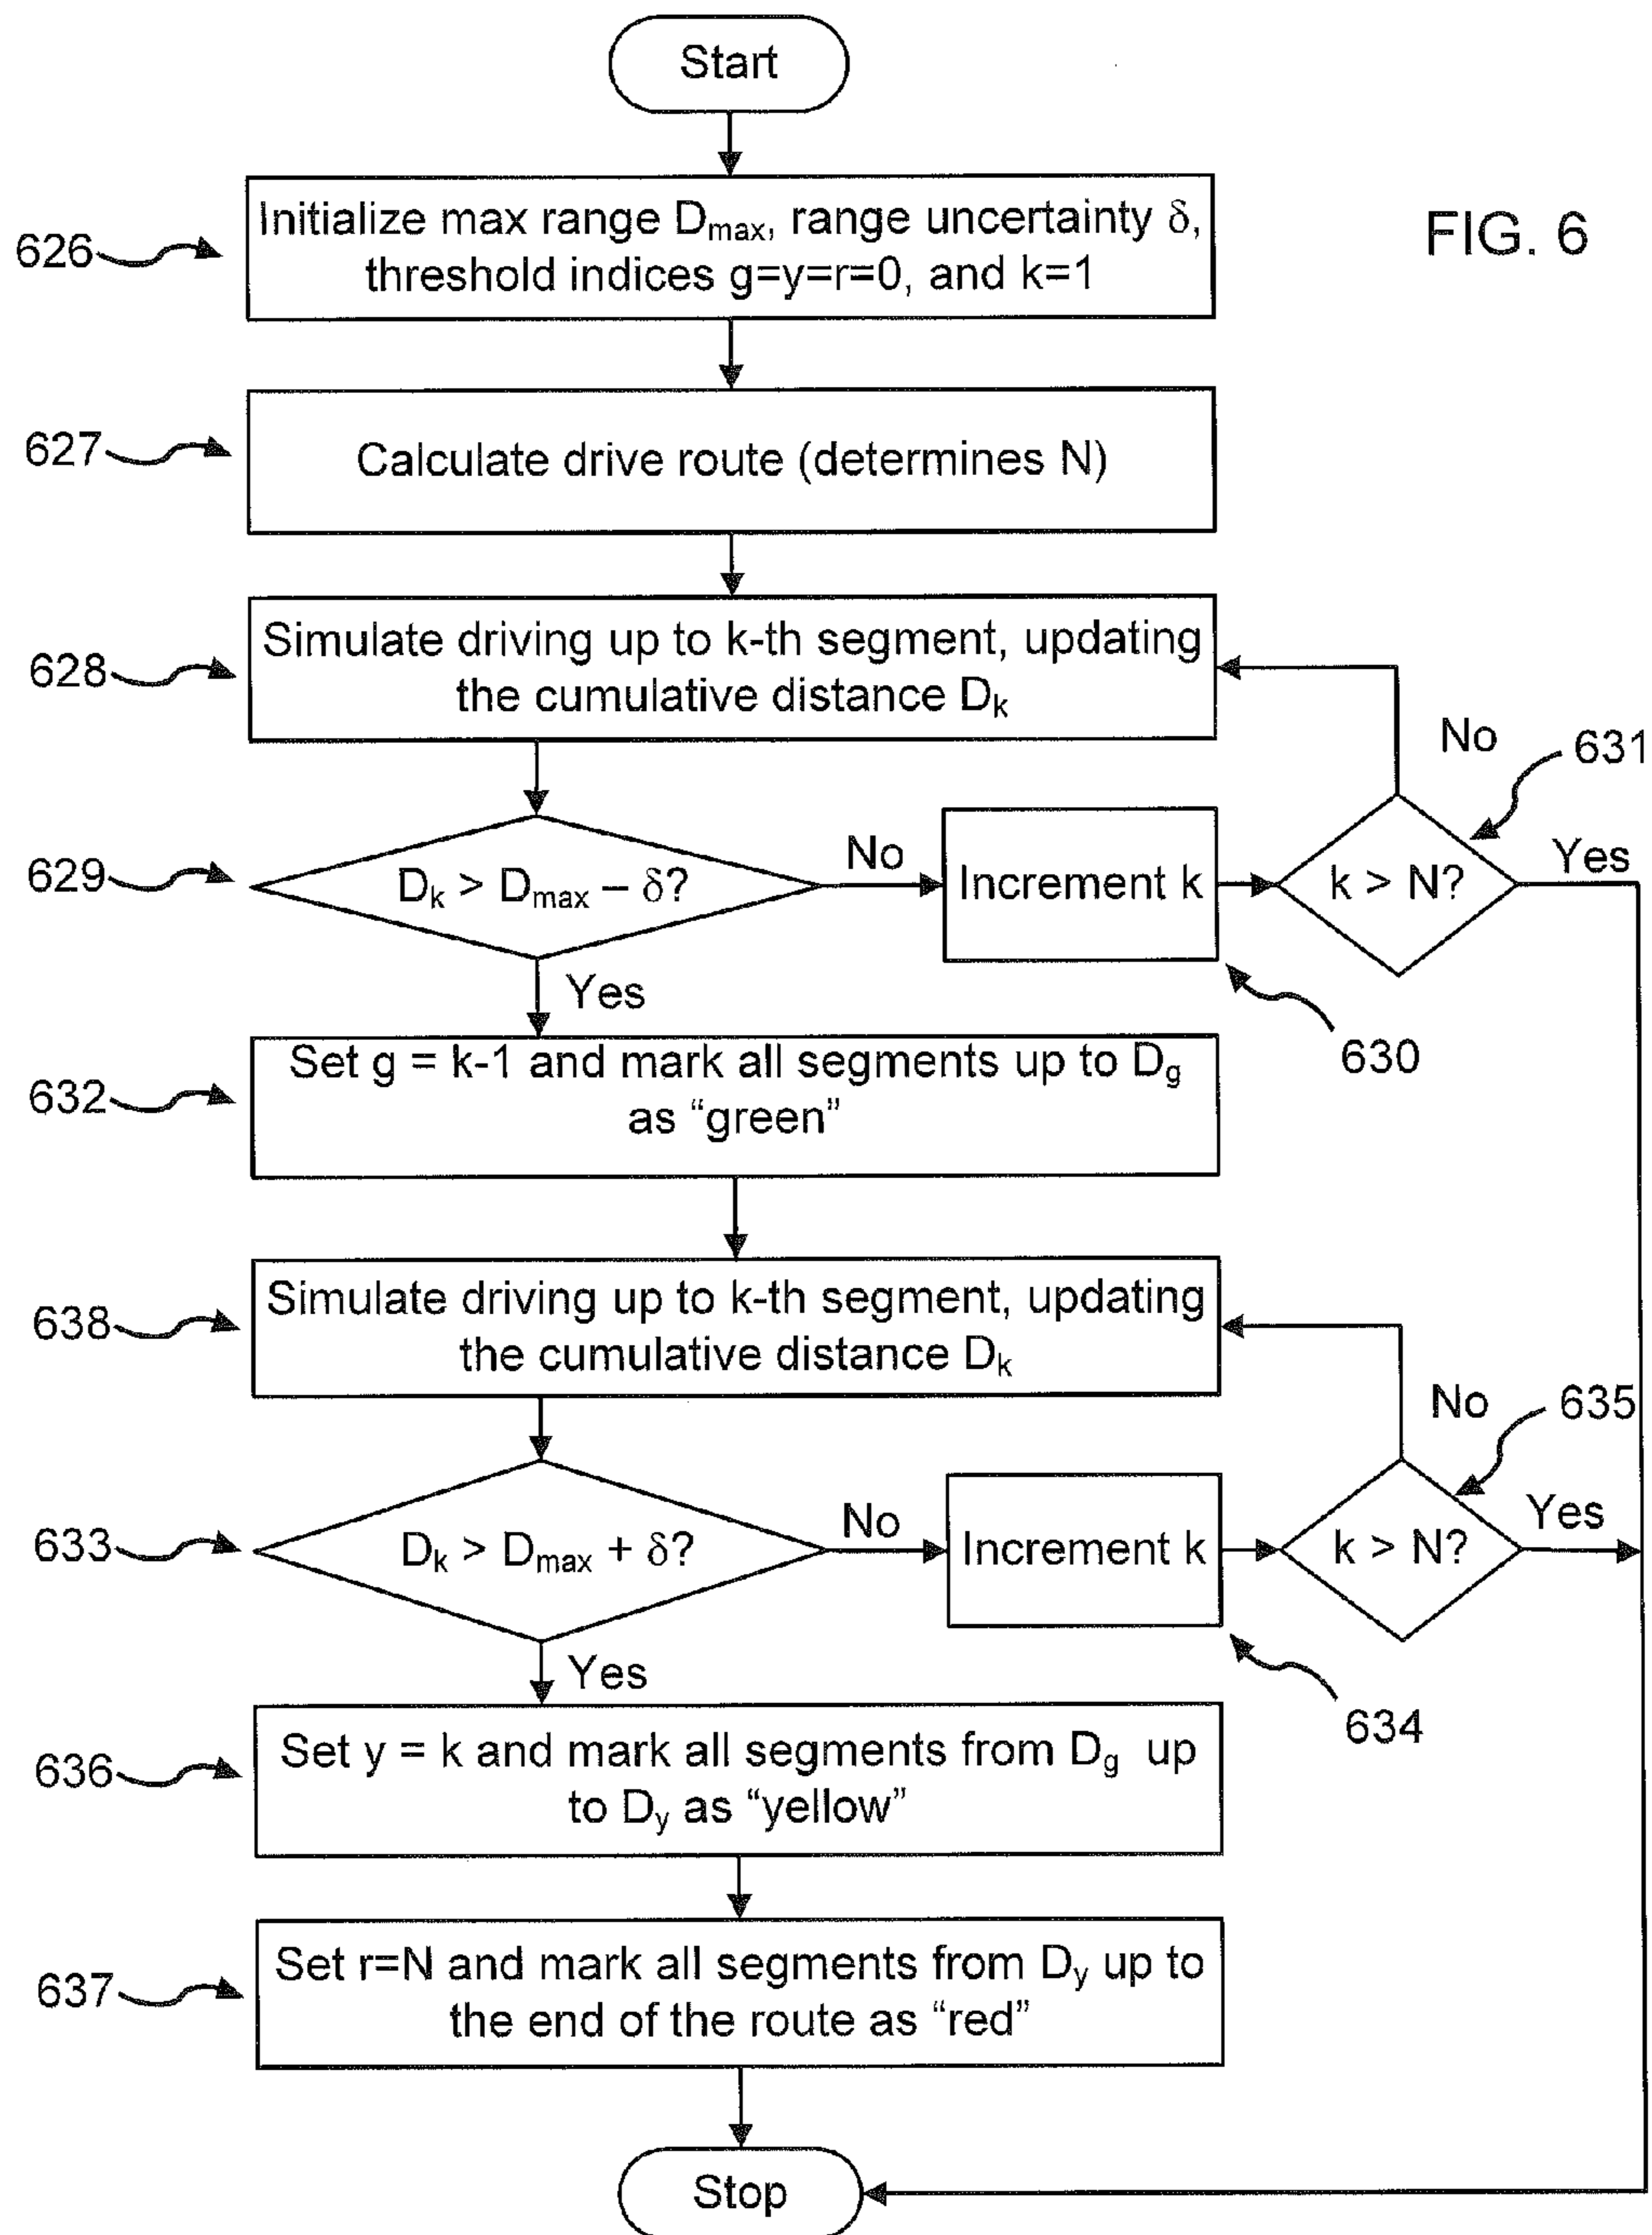 Start
FIG. 6
626
Initialize max range Dmax, range uncertainty δ,
threshold indices g=y=r=0, and k=1
627
Calculate drive route (determines N)
628
Simulate driving up to k-th segment, updating
the cumulative distance Dk
No
631
629
Dk > Dmax – δ?
No
Increment k
k > N?
Yes
Yes
630
632
Set g = k-1 and mark all segments up to Dg
as “green”
638
Simulate driving up to k-th segment, updating
the cumulative distance Dk
No
635
633
Dk > Dmax + δ?
No
Increment k
k > N?
Yes
Yes
634
636
Set y = k and mark all segments from Dg up
to Dy as “yellow”
637
Set r=N and mark all segments from Dy up to
the end of the route as “red”
Stop